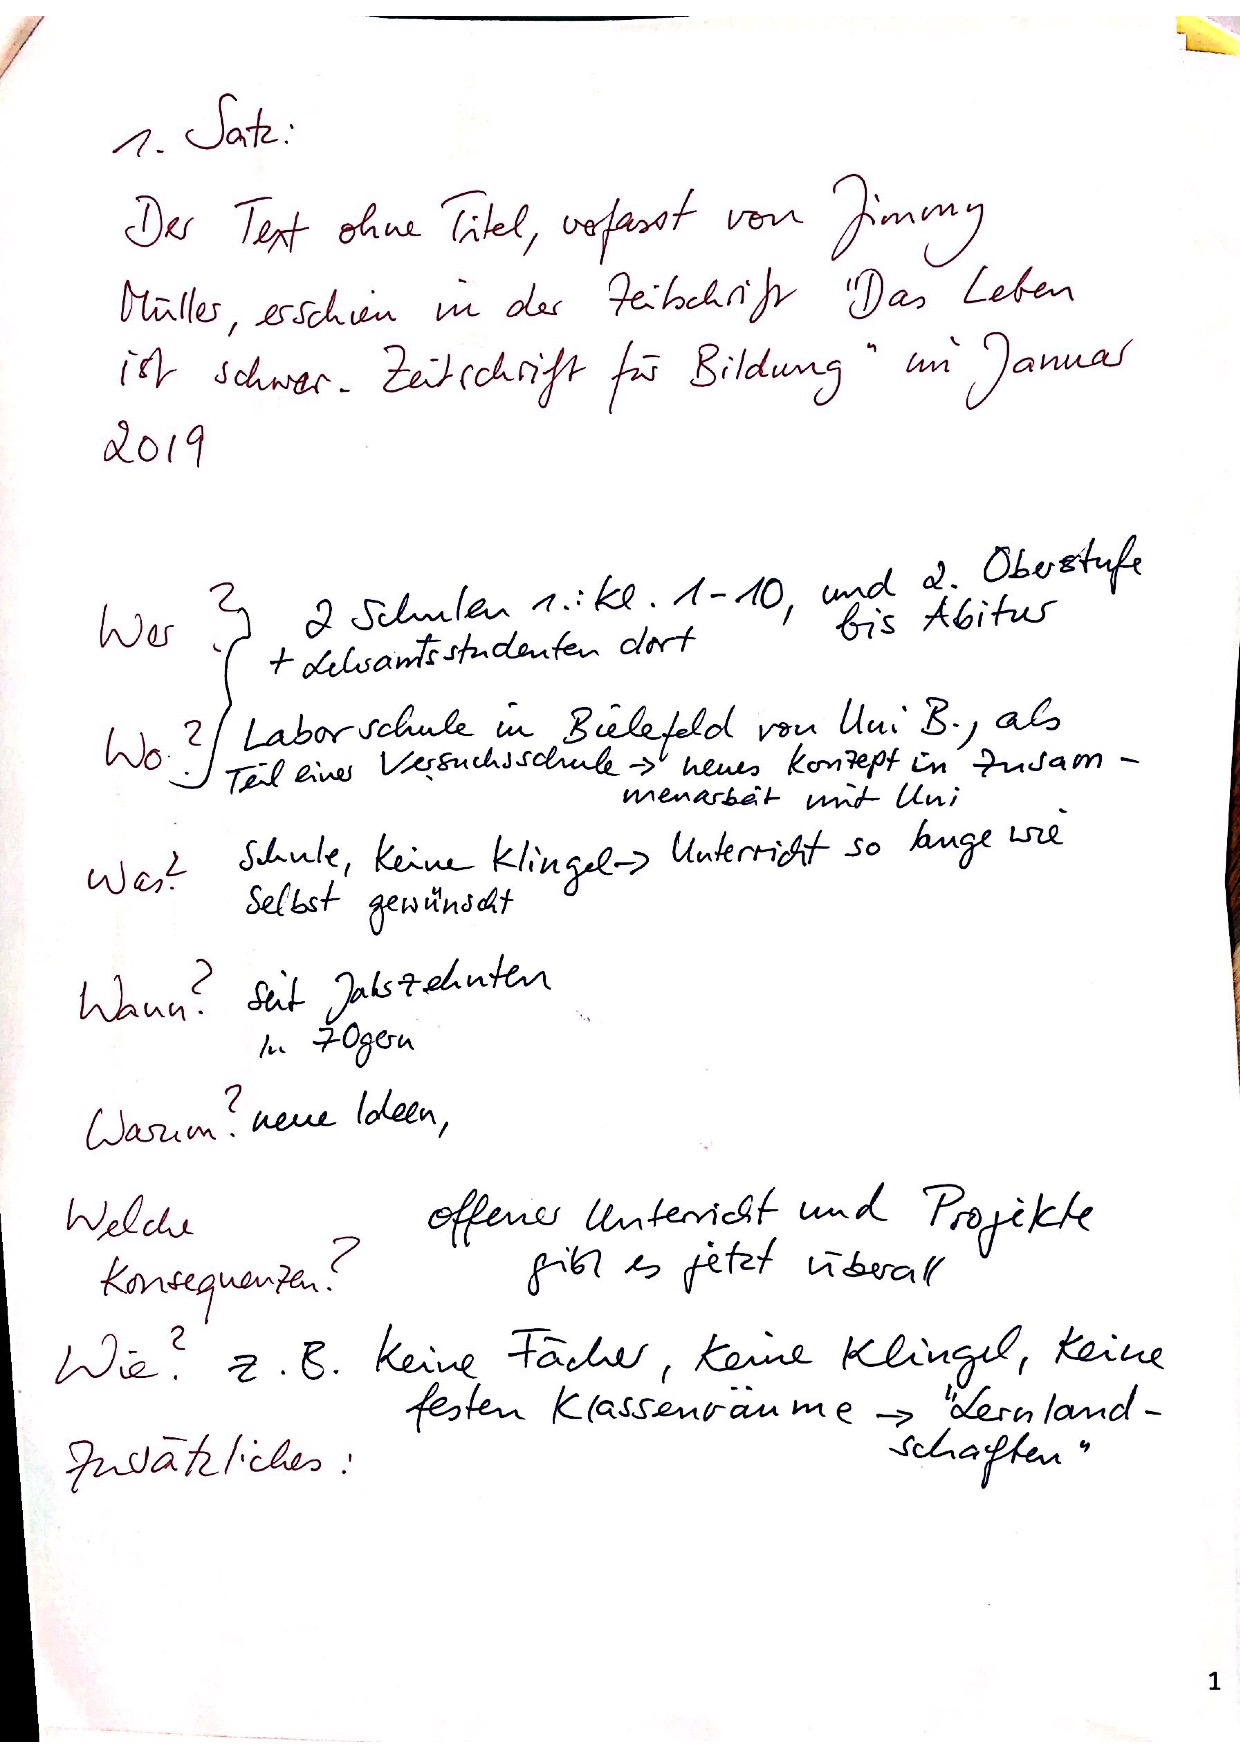 1. Satz:
Der Text ohne Titel, verfasst von Jimmy
Müller, erschien in der Zeitschrift "Das Leben
ist schwer. Zeitschrift für Bildung" im Januar
2019
Wer? 2 Schulen 1.: Kl. 1-10, und 2. Oberstufe
bis Abitur
+ Lehramtsstudenten dort
Wo? Laborschule in Bielefeld von Uni B., als
Teil einer Versuchsschule → neues Konzept in Zusam-
menarbeit mit Uni
Was? Schule, keine Klingel → Unterricht so lange wie
selbst gewünscht
Wann? seit Jahrzehnten
In 70gern
Warum? neue Ideen,
Welche offener Unterricht und Projekte
Konsequenzen? gibt es jetzt überall
Wie? z.B. keine Fächer, keine Klingel, keine
festen Klassenräume → "Lernland-
schaften"
Zusätzliches:
1